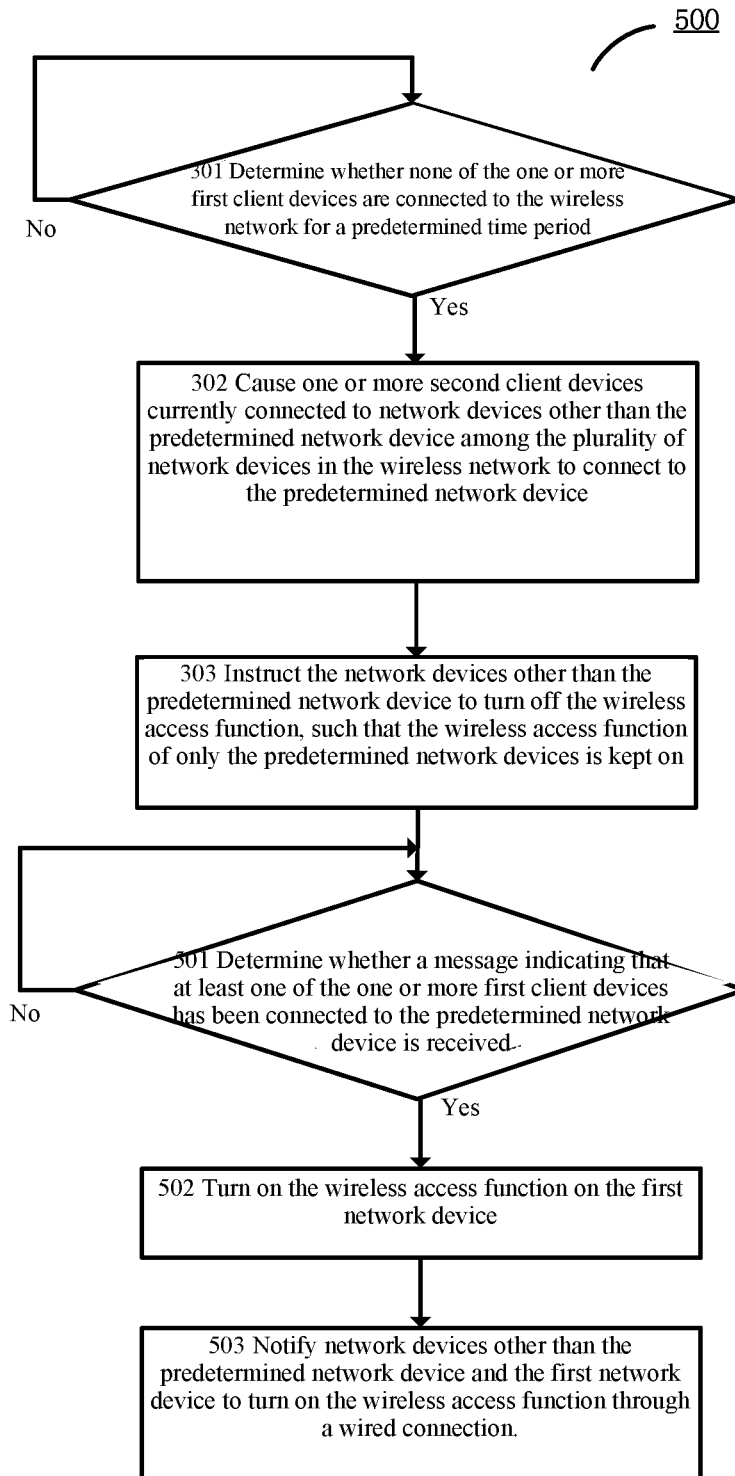 500
301 Determine whether none of the one or more
first client devices are connected to the wireless
network for a predetermined time period
No
Yes
302 Cause one or more second client devices
currently connected to network devices other than the
predetermined network device among the plurality of
network devices in the wireless network to connect to
the predetermined network device
303 Instruct the network devices other than the
predetermined network device to turn off the wireless
access function, such that the wireless access function
of only the predetermined network devices is kept on
501 Determine whether a message indicating that
at least one of the one or more first client devices
has been connected to the predetermined network
device is received
No
Yes
502 Turn on the wireless access function on the first
network device
503 Notify network devices other than the
predetermined network device and the first network
device to turn on the wireless access function through
a wired connection.